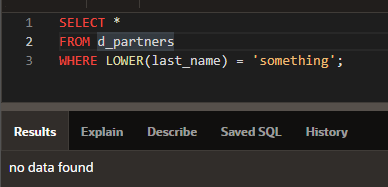 1 SELECT *
2 FROM d_partners
3 WHERE LOWER(last_name) = 'something';
Results Explain Describe Saved SQL History
no data found